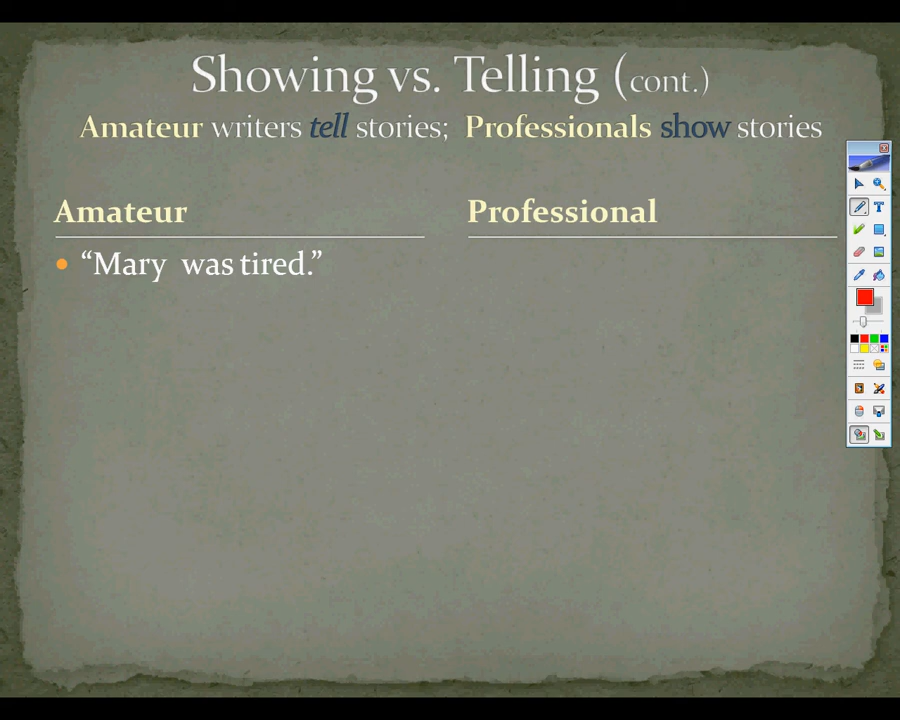 Showing vs. Telling (cont.)
Amateur writers tell stories; Professionals show stories
Amateur
Professional
• “Mary was tired.”